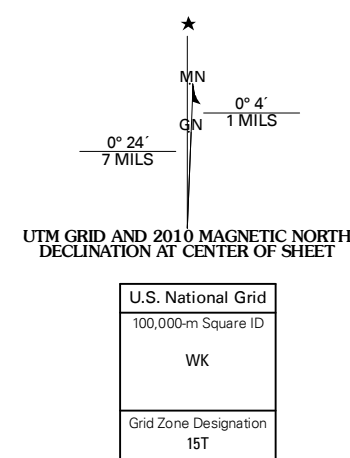 ★
MN
GN
0° 4´
1 MILS
0° 24´
7 MILS
UTM GRID AND 2010 MAGNETIC NORTH
DECLINATION AT CENTER OF SHEET
U.S. National Grid
100,000-m Square ID
WK
Grid Zone Designation
15T